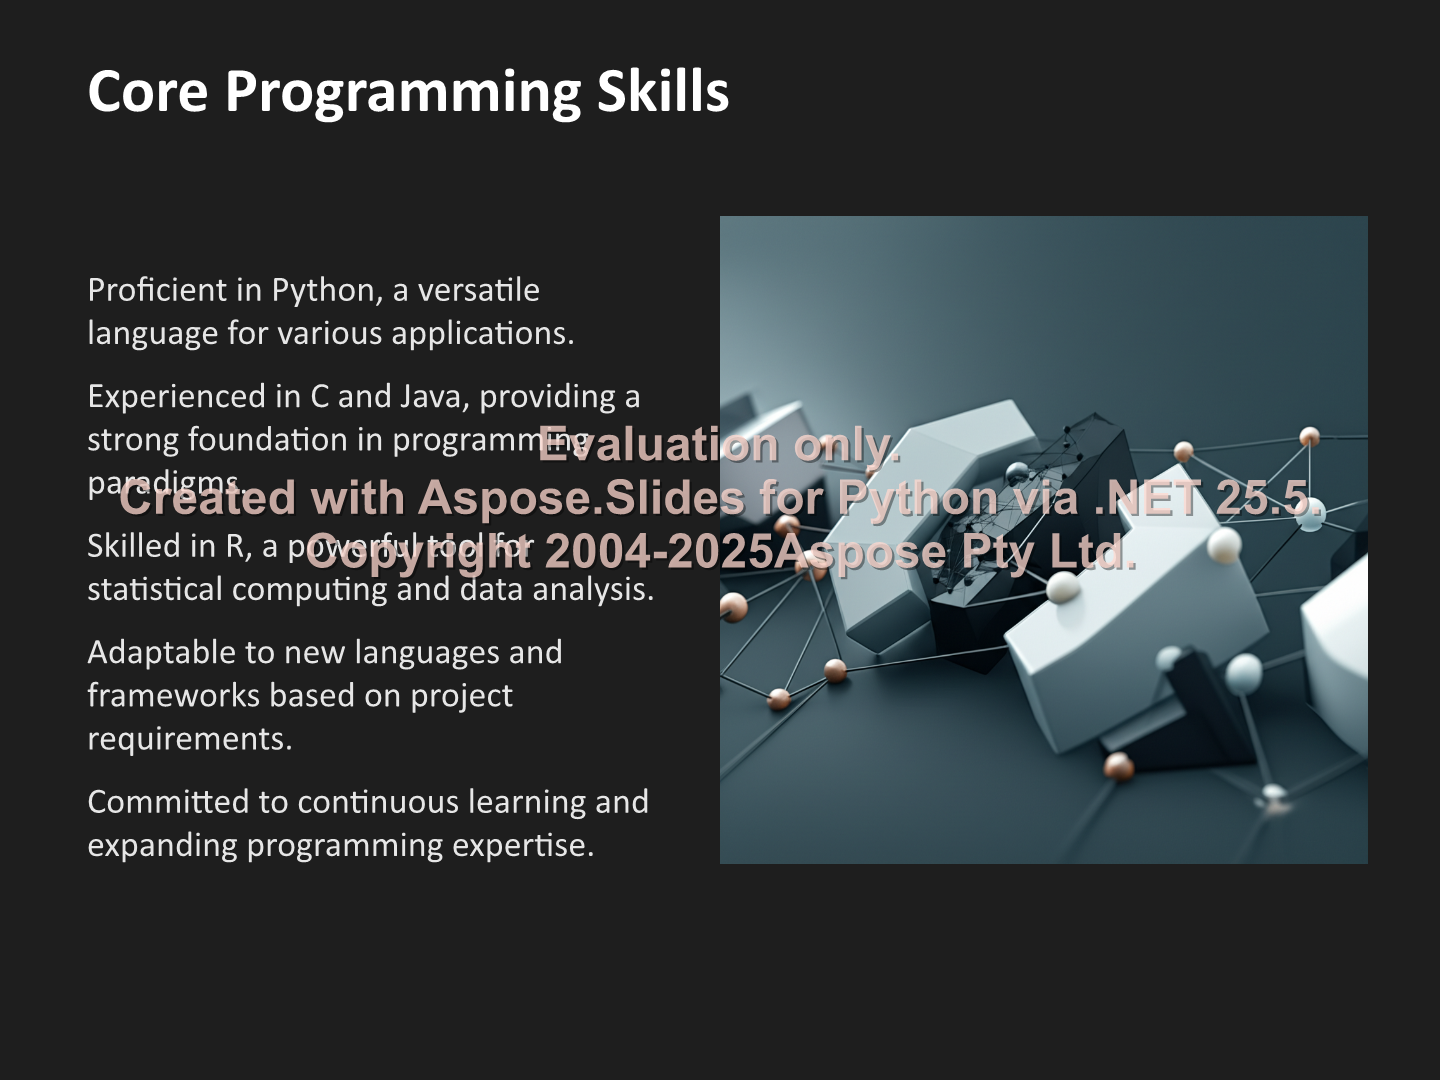 Core Programming Skills
Proficient in Python, a versatile
language for various applications.
Experienced in C and Java, providing a
strong foundation in programming
paradigms.
Skilled in R, a powerful tool for
statistical computing and data analysis.
Adaptable to new languages and
frameworks based on project
requirements.
Committed to continuous learning and
expanding programming expertise.
Evaluation only.
Created with Aspose.Slides for Python via .NET 25.5.
Copyright 2004-2025Aspose Pty Ltd.